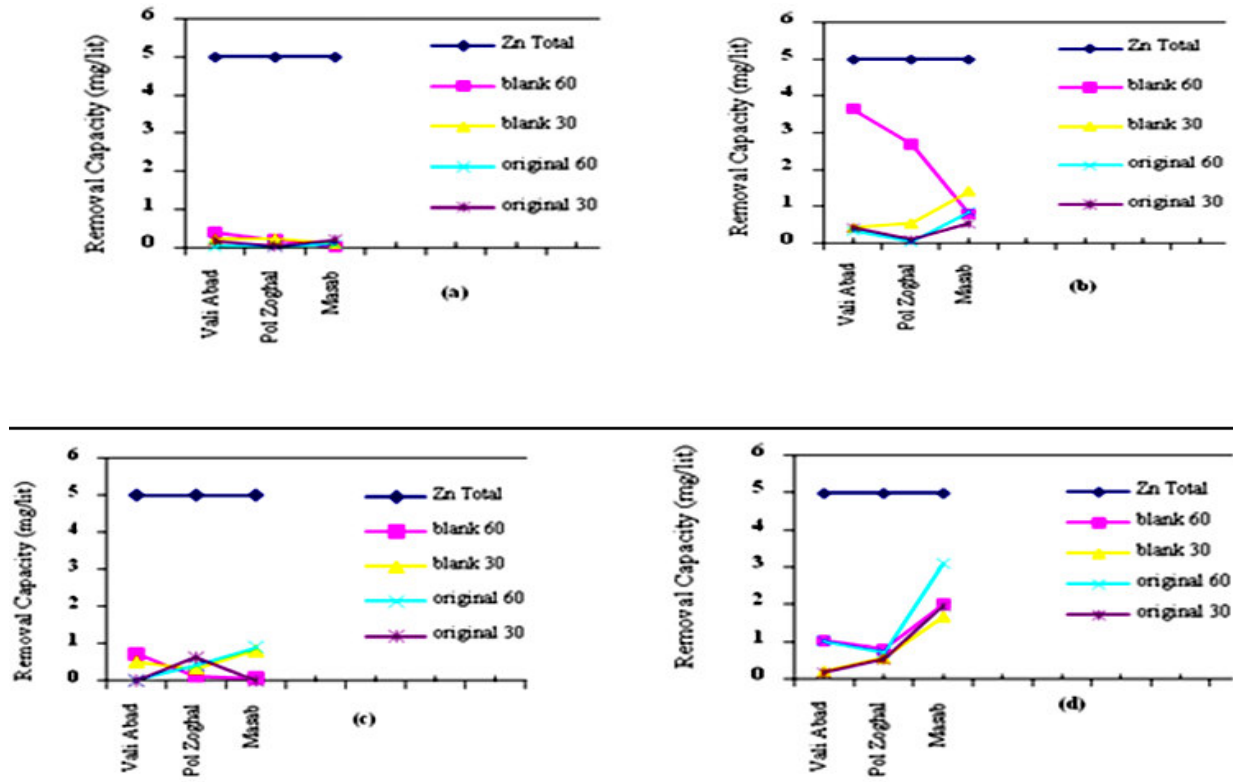 6
5
4
3
2
1
0
Removal Capacity (mg/lit)
Vali Abad
Pol Zoghal
Masab
Zn Total
blank 60
blank 30
original 60
original 30
(a)
6
5
4
3
2
1
0
Removal Capacity (mg/lit)
Vali Abad
Pol Zoghal
Masab
Zn Total
blank 60
blank 30
original 60
original 30
(b)
6
5
4
3
2
1
0
Removal Capacity (mg/lit)
Vali Abad
Pol Zoghal
Masab
Zn Total
blank 60
blank 30
original 60
original 30
(c)
6
5
4
3
2
1
0
Removal Capacity (mg/lit)
Vali Abad
Pol Zoghal
Masab
Zn Total
blank 60
blank 30
original 60
original 30
(d)